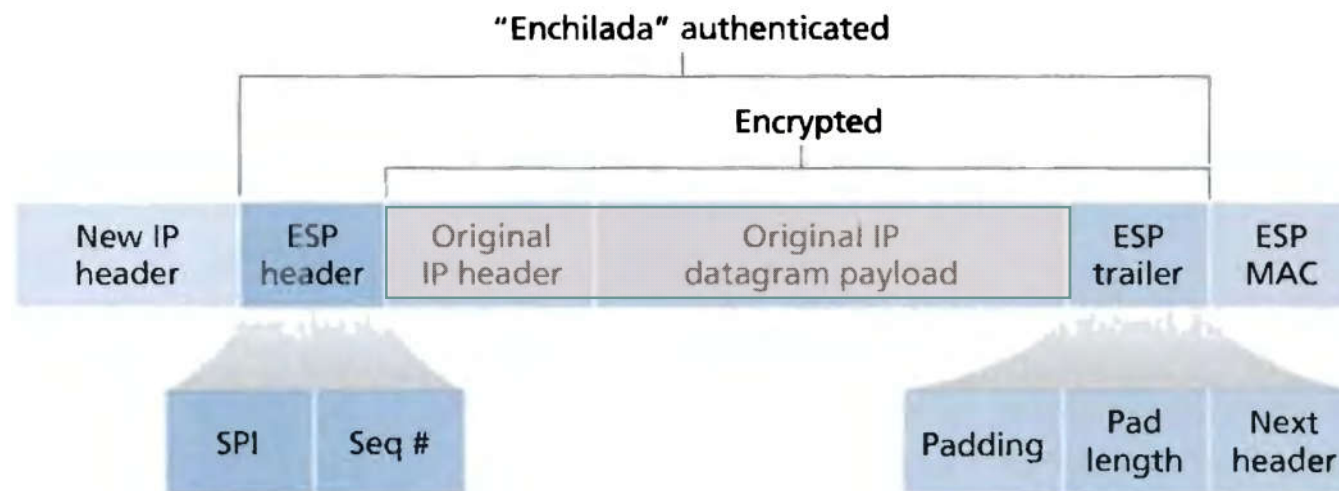 “Enchilada” authenticated
Encrypted
New IP
header
ESP
header
Original
IP header
Original IP
datagram payload
ESP
trailer
ESP
MAC
SPI
Seq #
Padding
Pad
length
Next
header